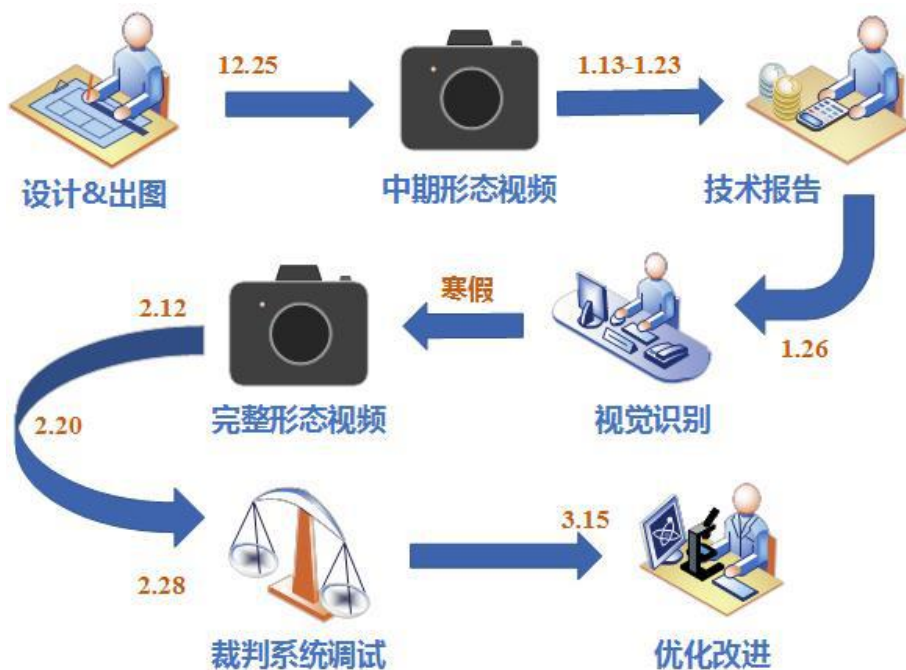 12.25
1.13-1.23
设计&出图
中期形态视频
技术报告
寒假
2.12
1.26
完整形态视频
视觉识别
2.20
3.15
2.28
裁判系统调试
优化改进